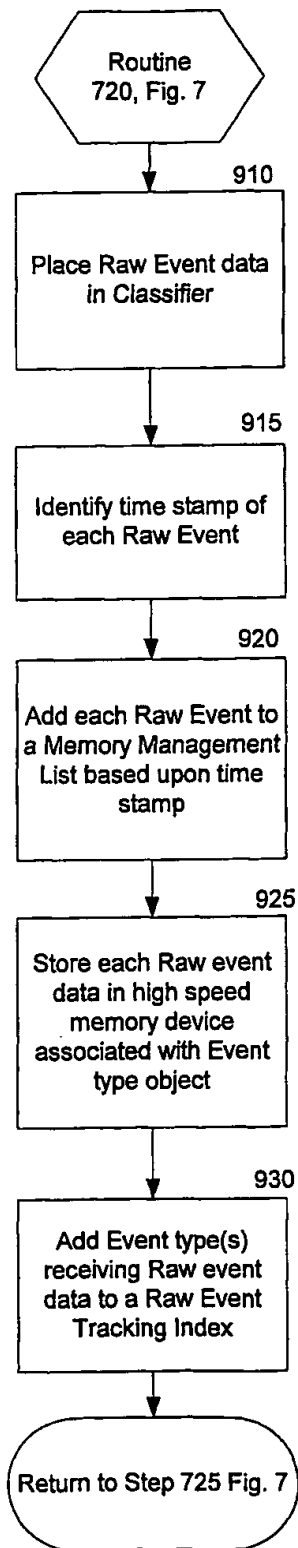 Routine
720, Fig. 7
910
Place Raw Event data
in Classifier
915
Identify time stamp of
each Raw Event
920
Add each Raw Event to
a Memory Management
List based upon time
stamp
925
Store each Raw event
data in high speed
memory device
associated with Event
type object
930
Add Event type(s)
receiving Raw event
data to a Raw Event
Tracking Index
Return to Step 725 Fig. 7